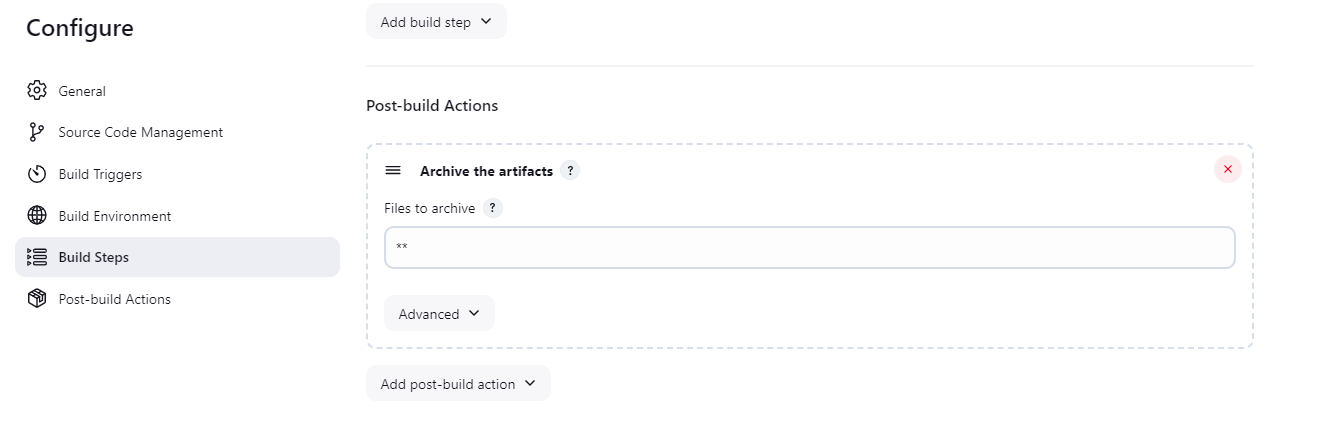 Configure
General
Source Code Management
Build Triggers
Build Environment
Build Steps
Post-build Actions
Add build step
Post-build Actions
Archive the artifacts ?
Files to archive ?
**
Advanced
Add post-build action